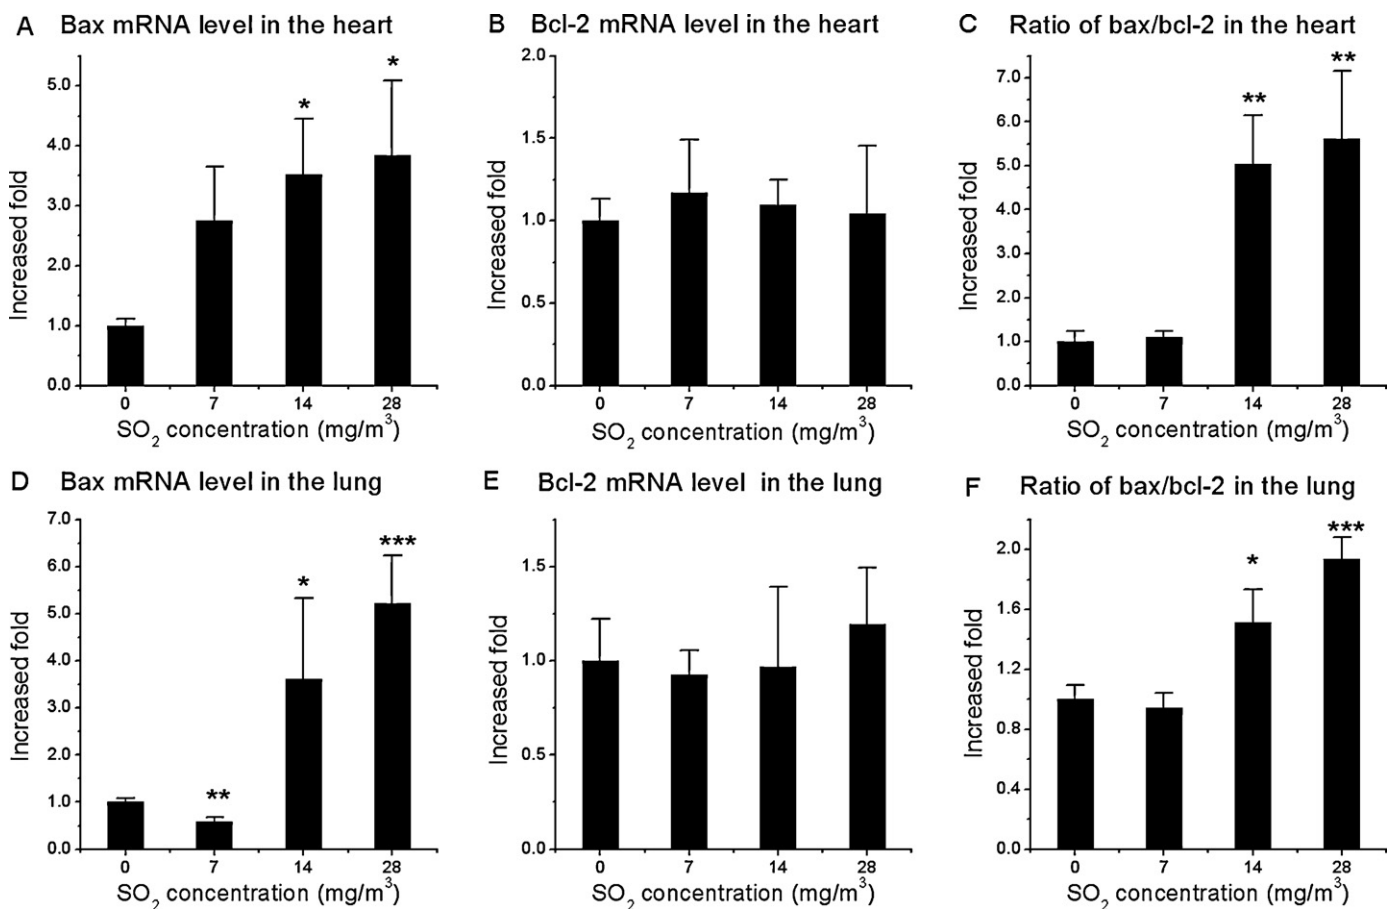 A Bax mRNA level in the heart
*
*
5.0
4.0
3.0
2.0
1.0
0.0
Increased fold
0 7 14 28
SO2 concentration (mg/m3)
B Bcl-2 mRNA level in the heart
2.0
1.5
1.0
0.5
0.0
Increased fold
0 7 14 28
SO2 concentration (mg/m3)
C Ratio of bax/bcl-2 in the heart
**
**
7.0
6.0
5.0
4.0
3.0
2.0
1.0
0.0
Increased fold
0 7 14 28
SO2 concentration (mg/m3)
D Bax mRNA level in the lung
***
*
**
7.0
6.0
5.0
4.0
3.0
2.0
1.0
0.0
Increased fold
0 7 14 28
SO2 concentration (mg/m3)
E Bcl-2 mRNA level in the lung
1.5
1.0
0.5
0.0
Increased fold
0 7 14 28
SO2 concentration (mg/m3)
F Ratio of bax/bcl-2 in the lung
***
*
2.0
1.6
1.2
0.8
0.4
0.0
Increased fold
0 7 14 28
SO2 concentration (mg/m3)